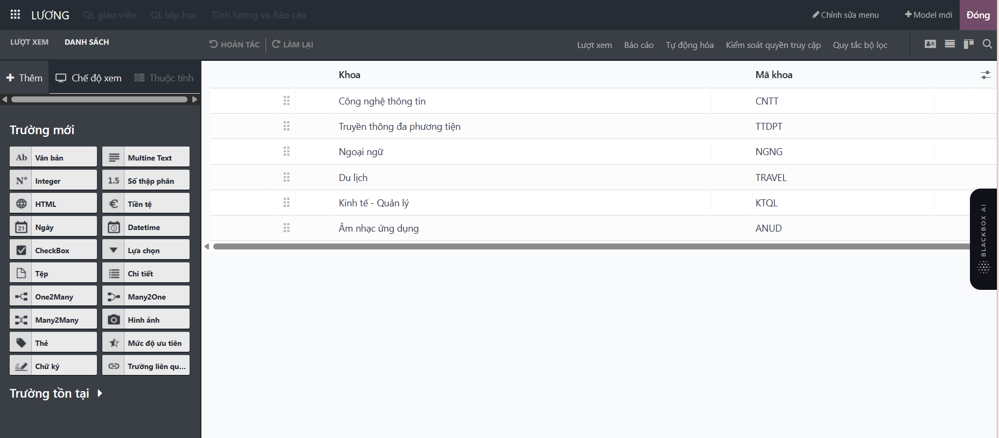 LƯƠNG QL giáo viên QL lớp học Tính lương và Báo cáo Chỉnh sửa menu Model mới Đóng
LƯỢT XEM DANH SÁCH HOÀN TÁC LÀM LẠI Lượt xem Báo cáo Tự động hóa Kiểm soát quyền truy cập Quy tắc bộ lọc
Thêm Chế độ xem Thuộc tính
Trường mới
Ab Văn bản Multine Text
N° Integer 1.5 Số thập phân
HTML € Tiền tệ
21 Ngày Datetime
CheckBox Lựa chọn
Tệp Chi tiết
One2Many Many2One
Many2Many Hình ảnh
Thẻ Mức độ ưu tiên
Chữ ký Trường liên qu...
Trường tồn tại
Khoa Mã khoa
Công nghệ thông tin CNTT
Truyền thông đa phương tiện TTDPT
Ngoại ngữ NGNG
Du lịch TRAVEL
Kinh tế - Quản lý KTQL
Âm nhạc ứng dụng ANUD
BLACKBOX AI